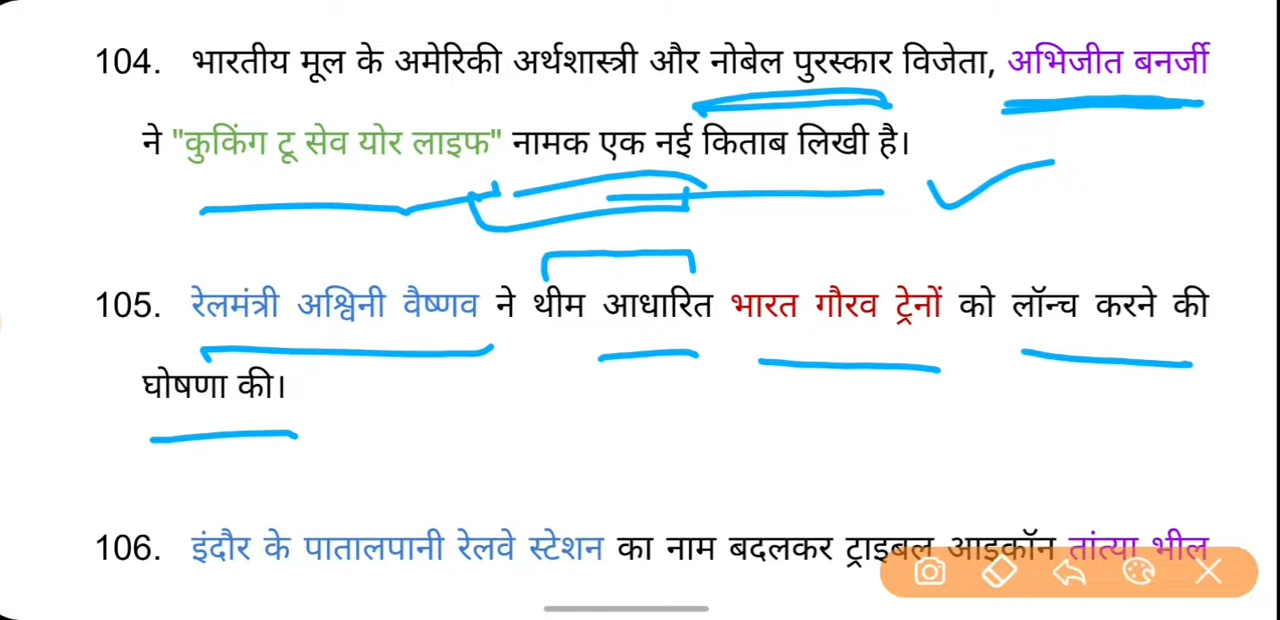 104. भारतीय मूल के अमेरिकी अर्थशास्त्री और नोबेल पुरस्कार विजेता, अभिजीत बनर्जी
ने "कुकिंग टू सेव योर लाइफ" नामक एक नई किताब लिखी है।
105. रेलमंत्री अश्विनी वैष्णव ने थीम आधारित भारत गौरव ट्रेनों को लॉन्च करने की
घोषणा की।
106. इंदौर के पातालपानी रेलवे स्टेशन का नाम बदलकर ट्राइबल आइकॉन तांत्या भील